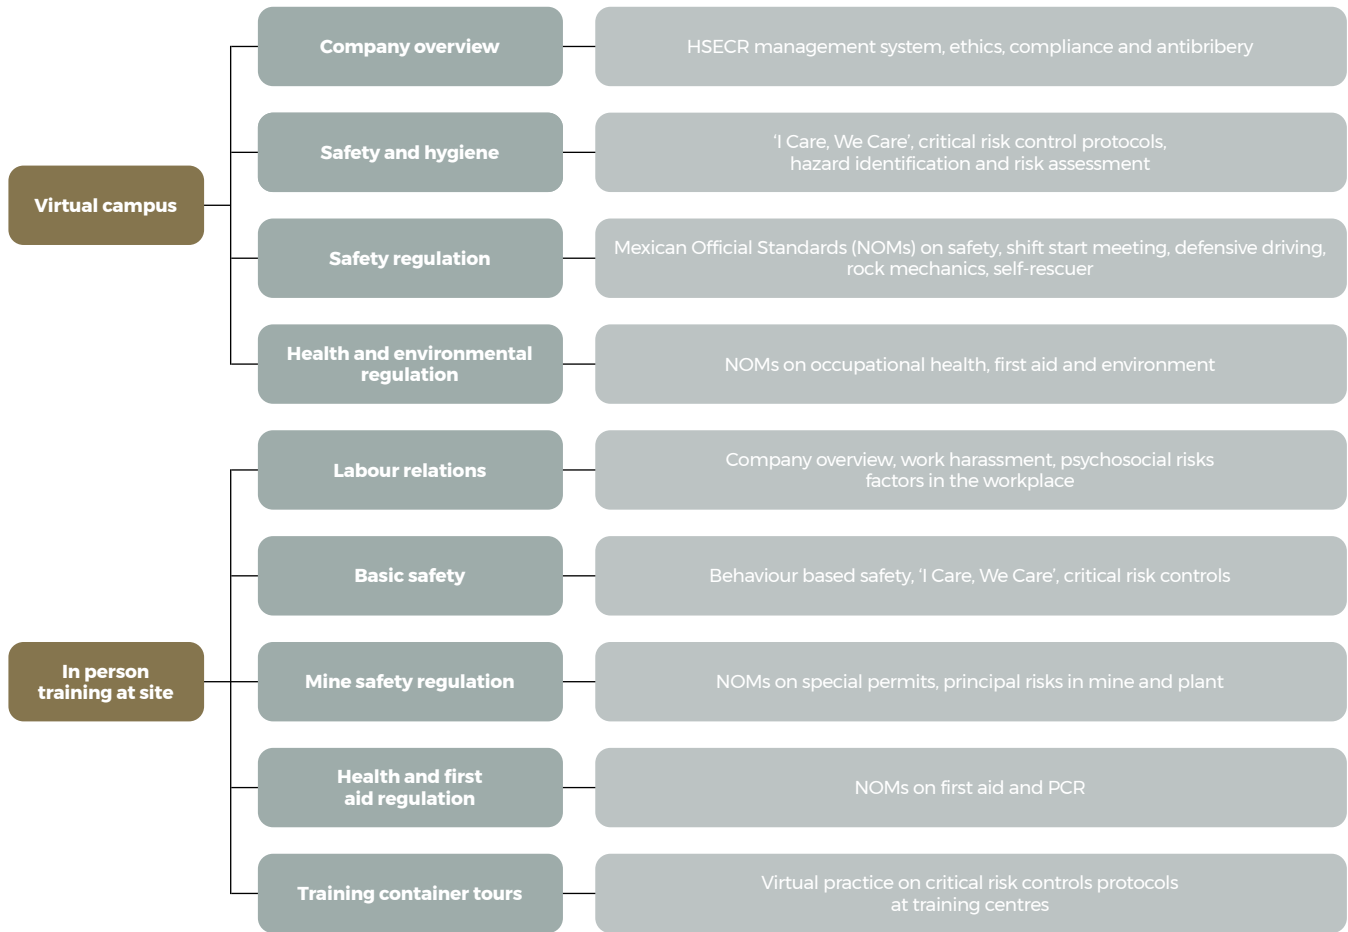 Company overview
HSECR management system, ethics, compliance and antibribery
Safety and hygiene
‘I Care, We Care’, critical risk control protocols,
hazard identification and risk assessment
Virtual campus
Safety regulation
Mexican Official Standards (NOMs) on safety, shift start meeting, defensive driving,
rock mechanics, self-rescuer
Health and environmental
regulation
NOMs on occupational health, first aid and environment
Labour relations
Company overview, work harassment, psychosocial risks
factors in the workplace
Basic safety
Behaviour based safety, ‘I Care, We Care’, critical risk controls
In person
training at site
Mine safety regulation
NOMs on special permits, principal risks in mine and plant
Health and first
aid regulation
NOMs on first aid and PCR
Training container tours
Virtual practice on critical risk controls protocols
at training centres